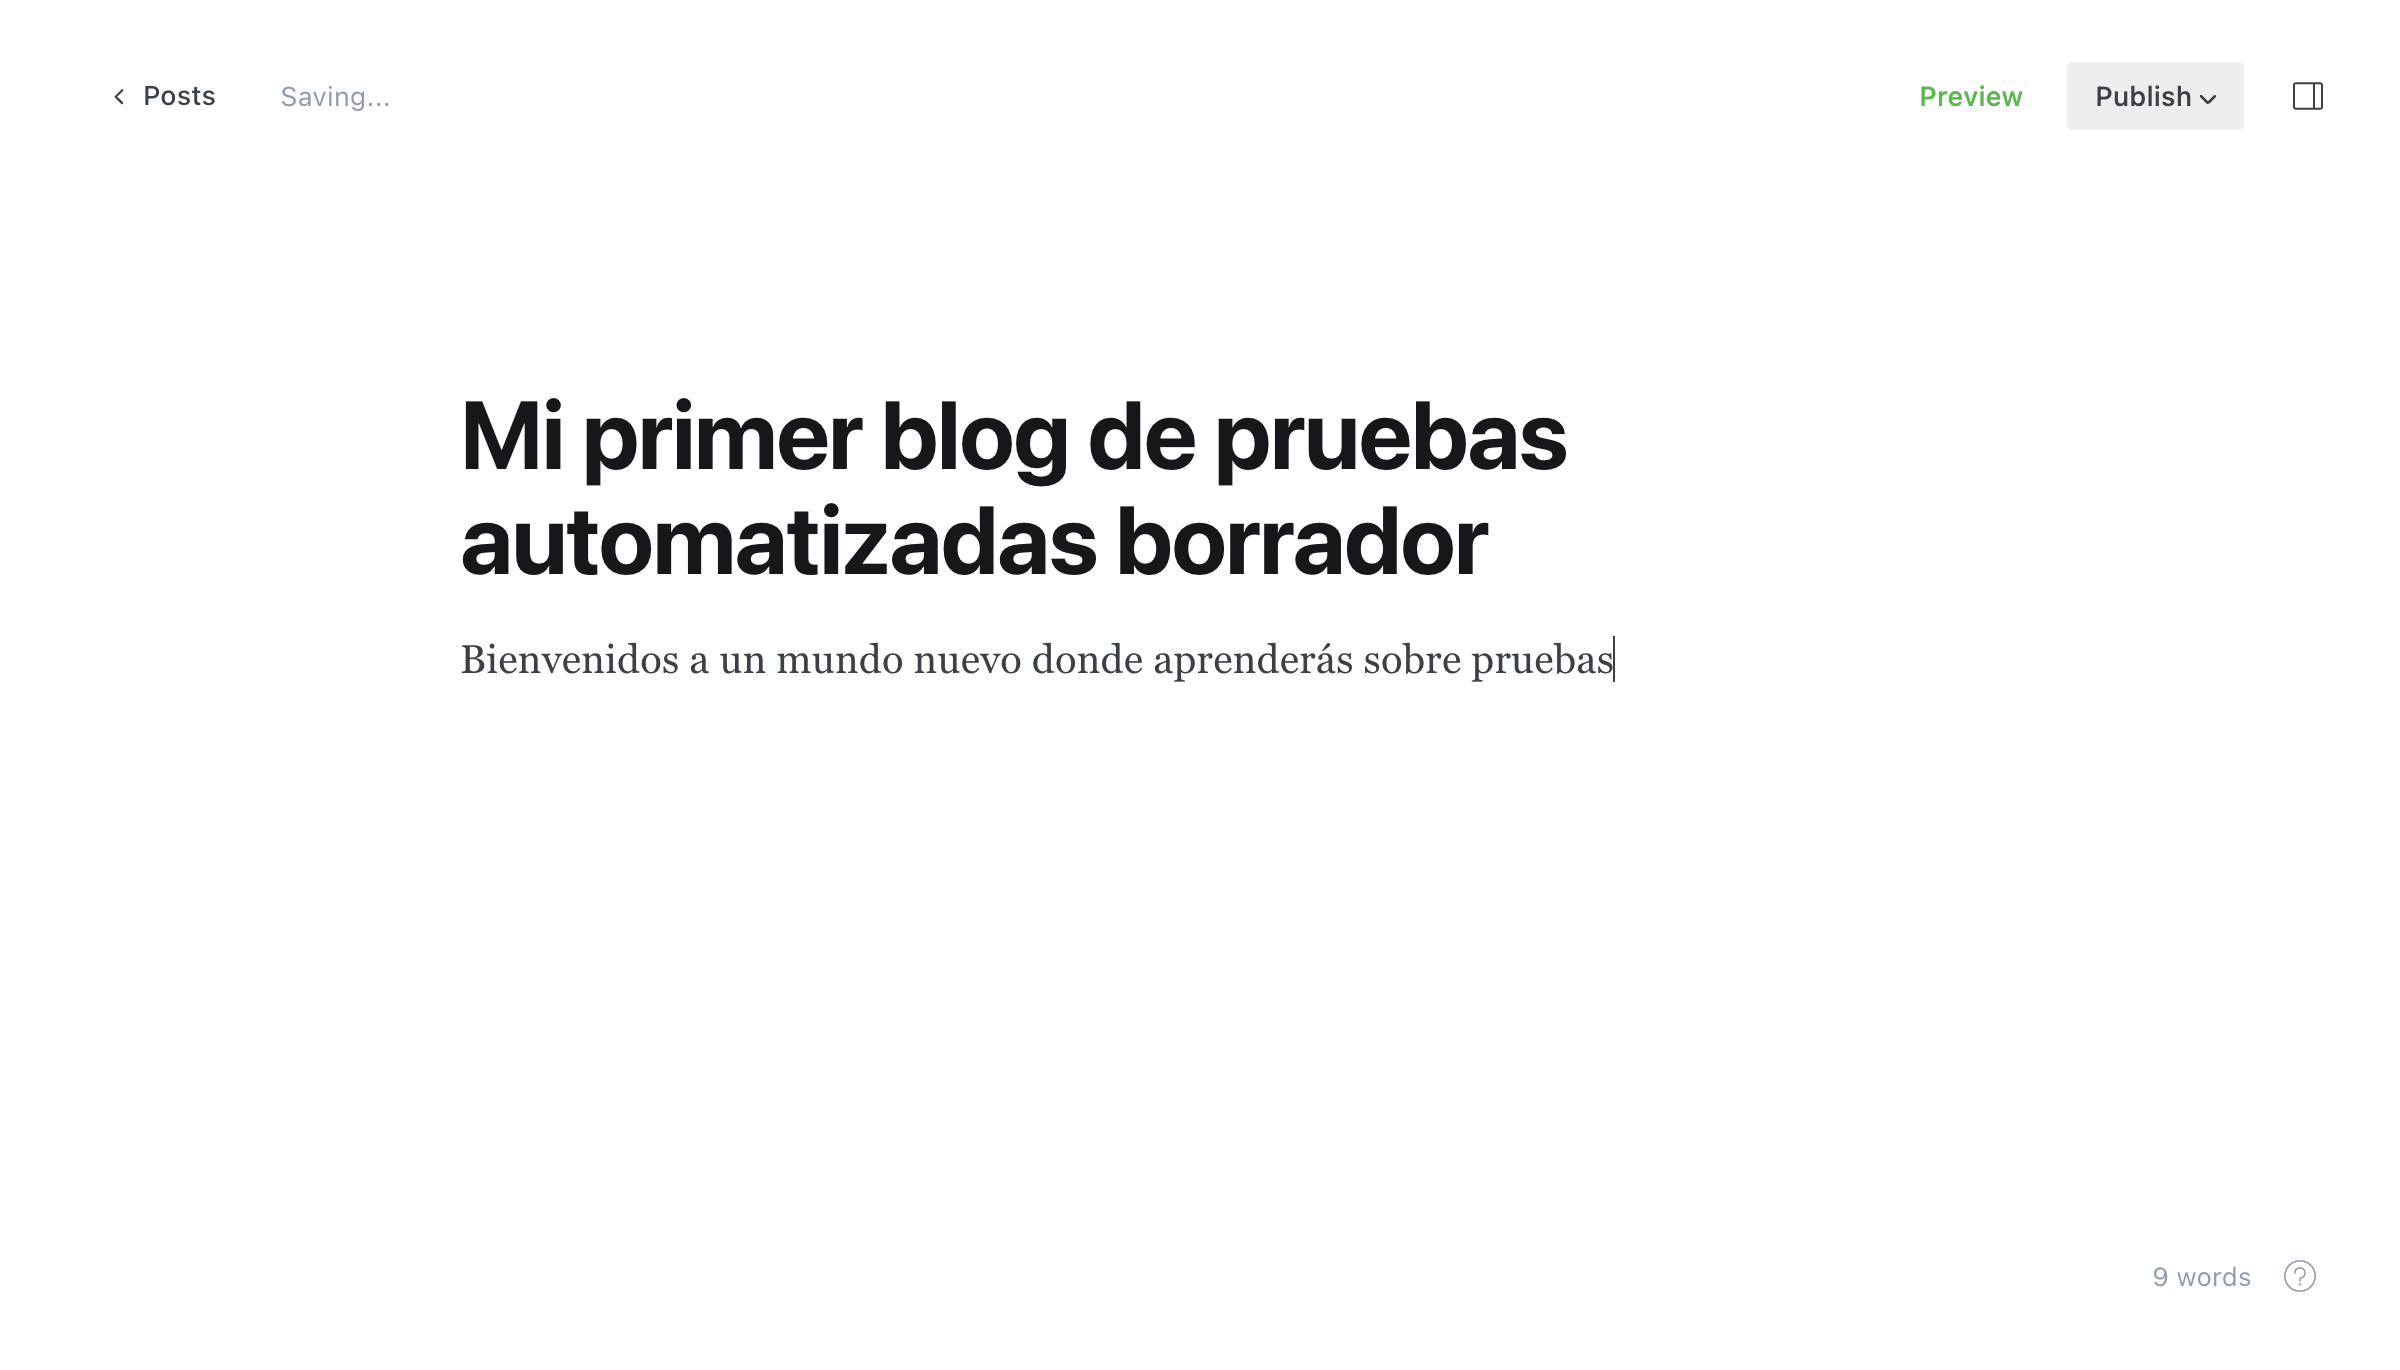 Posts
Saving...
Preview
Publish
Mi primer blog de pruebas
automatizadas borrador
Bienvenidos a un mundo nuevo donde aprenderás sobre pruebas
9 words
?